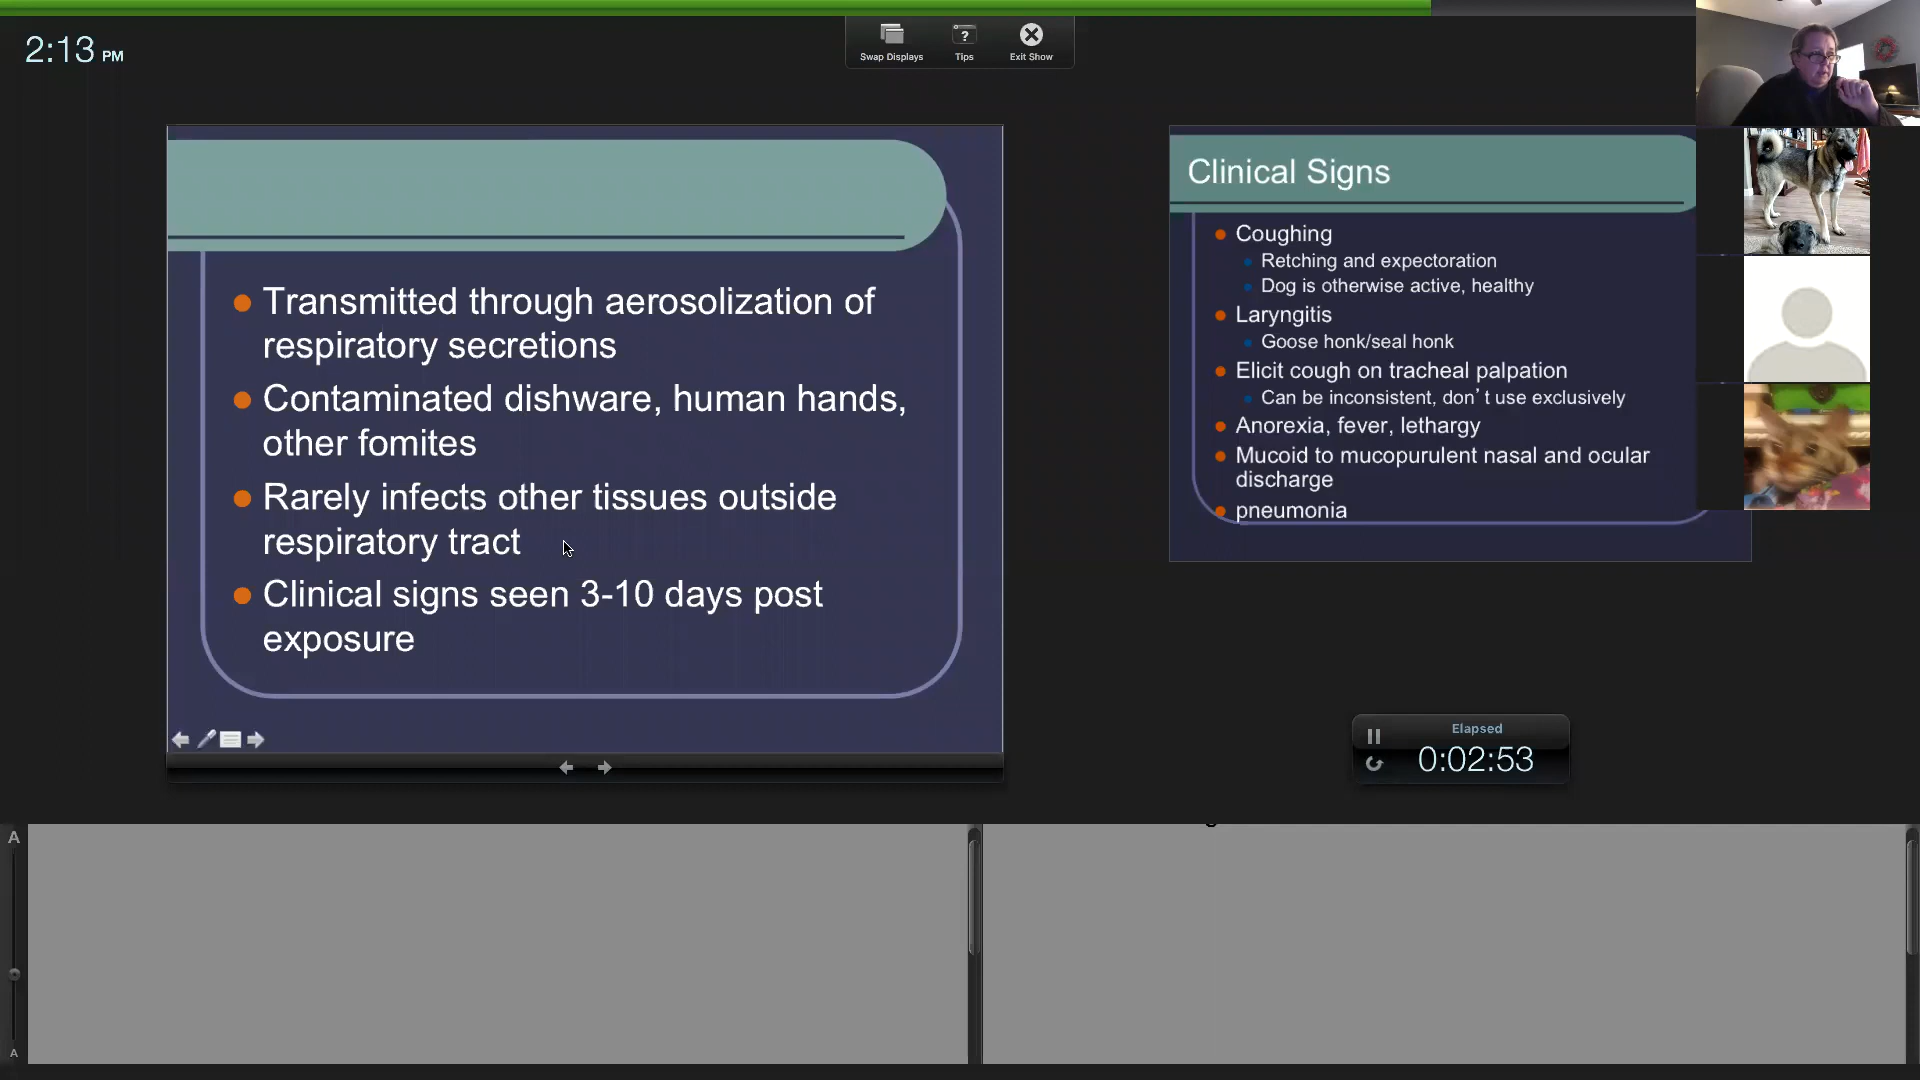 2:13 PM
Swap Displays
Tips
Exit Show
Transmitted through aerosolization of
respiratory secretions
Contaminated dishware, human hands,
other fomites
Rarely infects other tissues outside
respiratory tract
Clinical signs seen 3-10 days post
exposure
Clinical Signs
Coughing
Retching and expectoration
Dog is otherwise active, healthy
Laryngitis
Goose honk/seal honk
Elicit cough on tracheal palpation
Can be inconsistent, don’t use exclusively
Anorexia, fever, lethargy
Mucoid to mucopurulent nasal and ocular
discharge
pneumonia
Elapsed
0:02:53
A
A